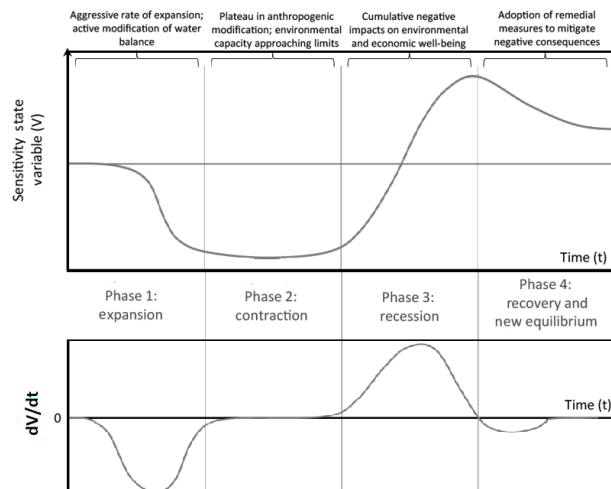 Aggressive rate of expansion;
active modification of water
balance
Plateau in anthropogenic
modification; environmental
capacity approaching limits
Cumulative negative
impacts on environmental
and economic well-being
Adoption of remedial
measures to mitigate
negative consequences
Sensitivity state
variable (V)
Time (t)
Phase 1:
expansion
Phase 2:
contraction
Phase 3:
recession
Phase 4:
recovery and
new equilibrium
dV/dt
0
Time (t)